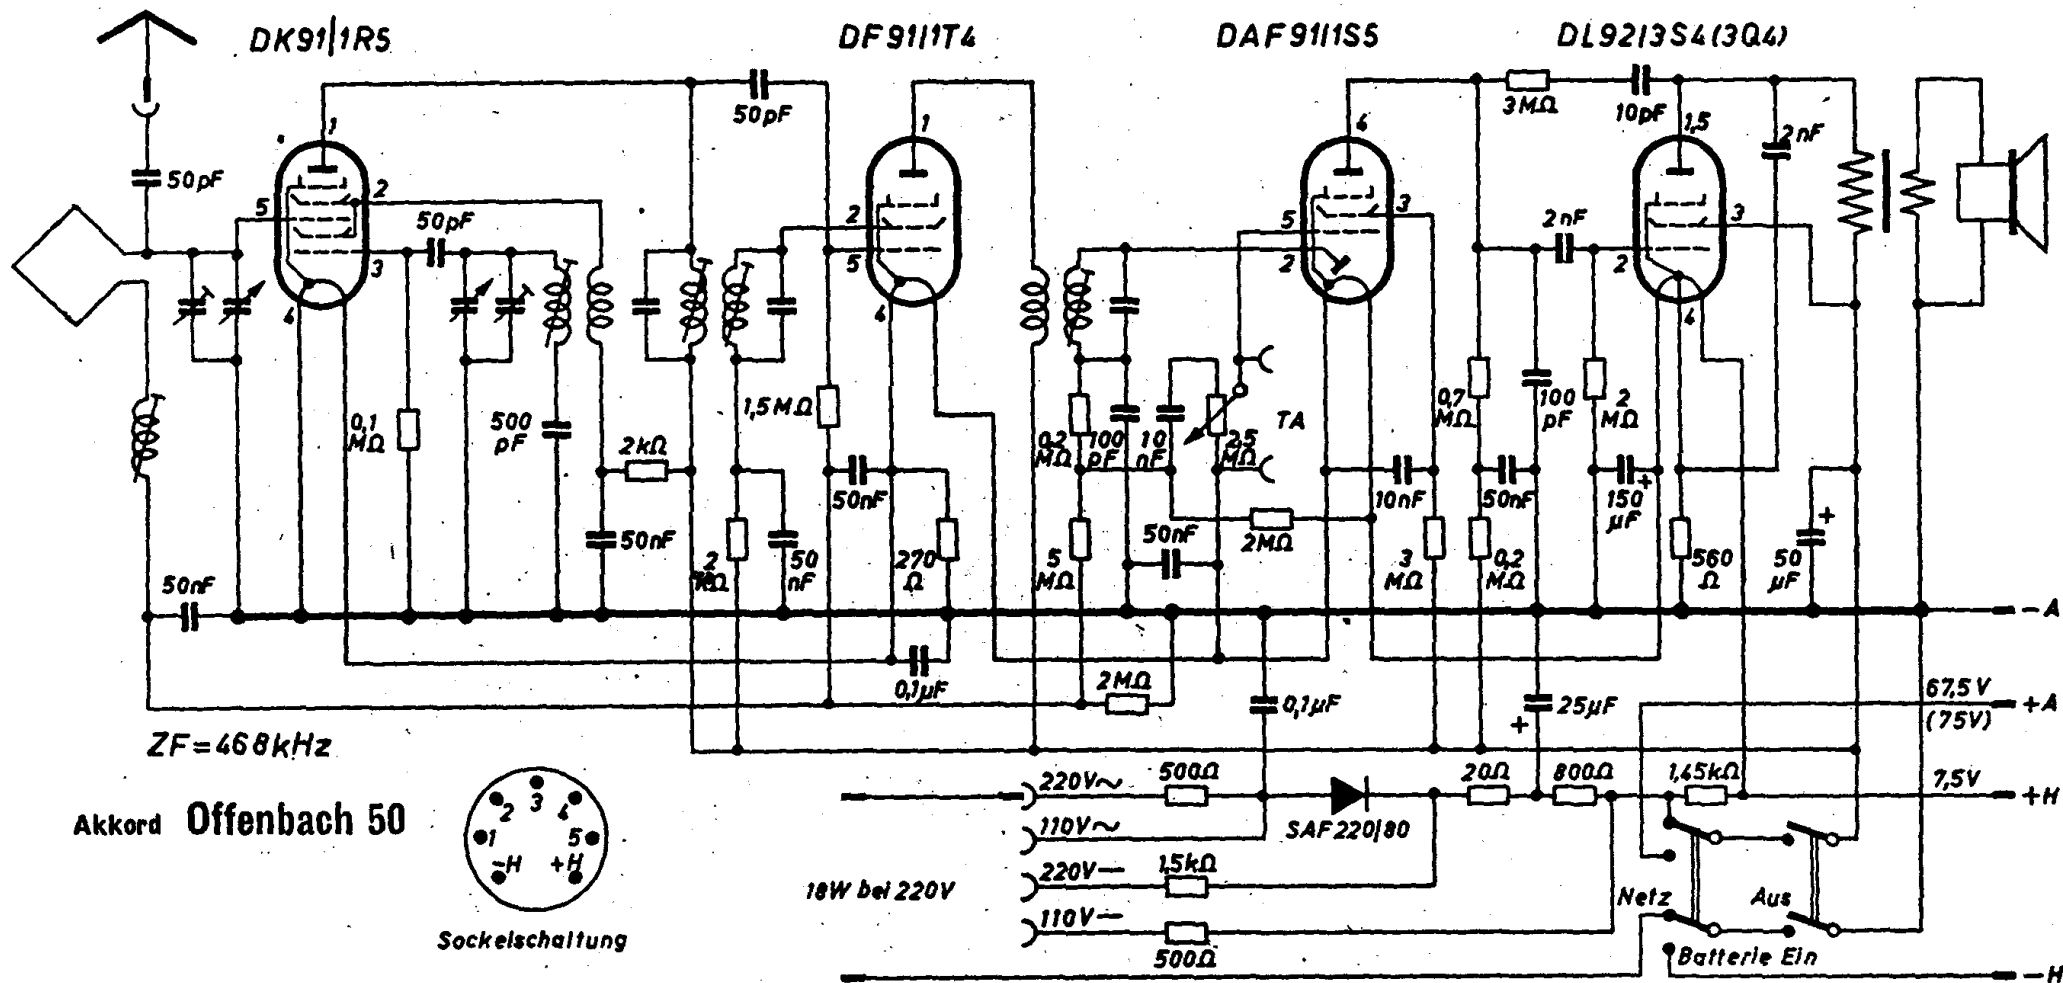 DK91/1R5
DF91/1T4
DAF91/1S5
DL92/3S4(3Q4)
50pF
3MΩ
10pF
1
1
4
1,5
2nF
50pF
5
2
50pF
3
4
2
5
4
5
2
3
2nF
2
3
4
0,1
MΩ
500
pF
2kΩ
1,5MΩ
0,2
MΩ
100
pF
10
nF
2,5
MΩ
TA
0,7
MΩ
100
pF
2
MΩ
50nF
50nF
2
kΩ
50
nF
50nF
270
Ω
5
MΩ
50nF
2MΩ
10nF
3
MΩ
50nF
0,2
MΩ
150
µF
+
560
Ω
50
µF
+
-A
0,1µF
2MΩ
0,1µF
25µF
+
67,5V
(75V)
+A
ZF=468kHz
Akkord Offenbach 50
1
2
3
4
5
-H
+H
Sockelschaltung
18W bei 220V
220V~
500Ω
110V~
SAF220/80
20Ω
800Ω
1,45kΩ
7,5V
+H
220V—
1,5kΩ
110V—
500Ω
Netz
Aus
Batterie Ein
-H